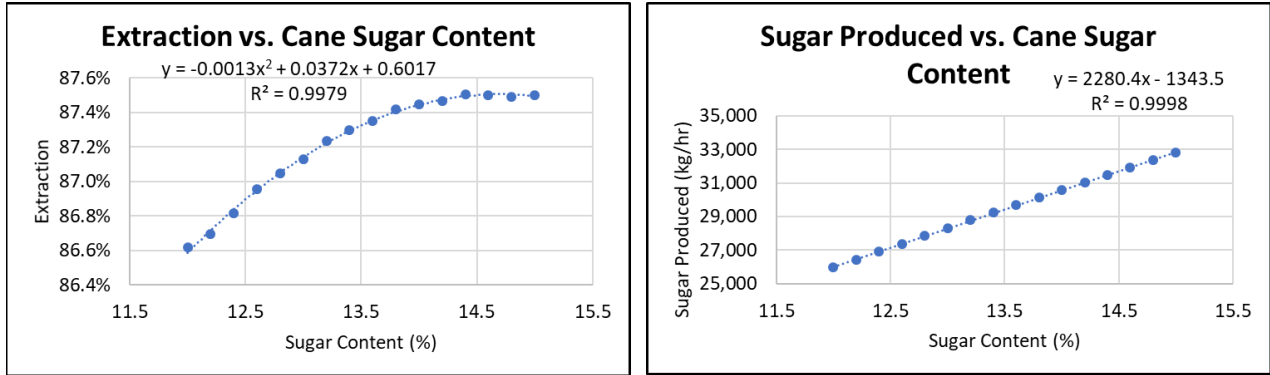 Extraction vs. Cane Sugar Content
y = -0.0013x² + 0.0372x + 0.6017
R² = 0.9979
87.6%
87.4%
87.2%
87.0%
86.8%
86.6%
86.4%
Extraction
11.5 12.5 13.5 14.5 15.5
Sugar Content (%)
Sugar Produced vs. Cane Sugar
Content
y = 2280.4x - 1343.5
R² = 0.9998
35,000
33,000
31,000
29,000
27,000
25,000
Sugar Produced (kg/hr)
11.5 12.5 13.5 14.5 15.5
Sugar Content (%)